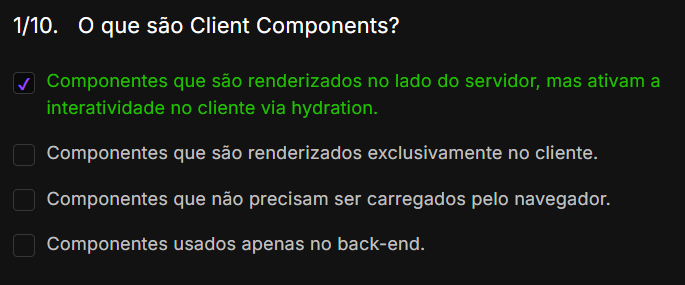 1/10. O que são Client Components?
Componentes que são renderizados no lado do servidor, mas ativam a
interatividade no cliente via hydration.
Componentes que são renderizados exclusivamente no cliente.
Componentes que não precisam ser carregados pelo navegador.
Componentes usados apenas no back-end.